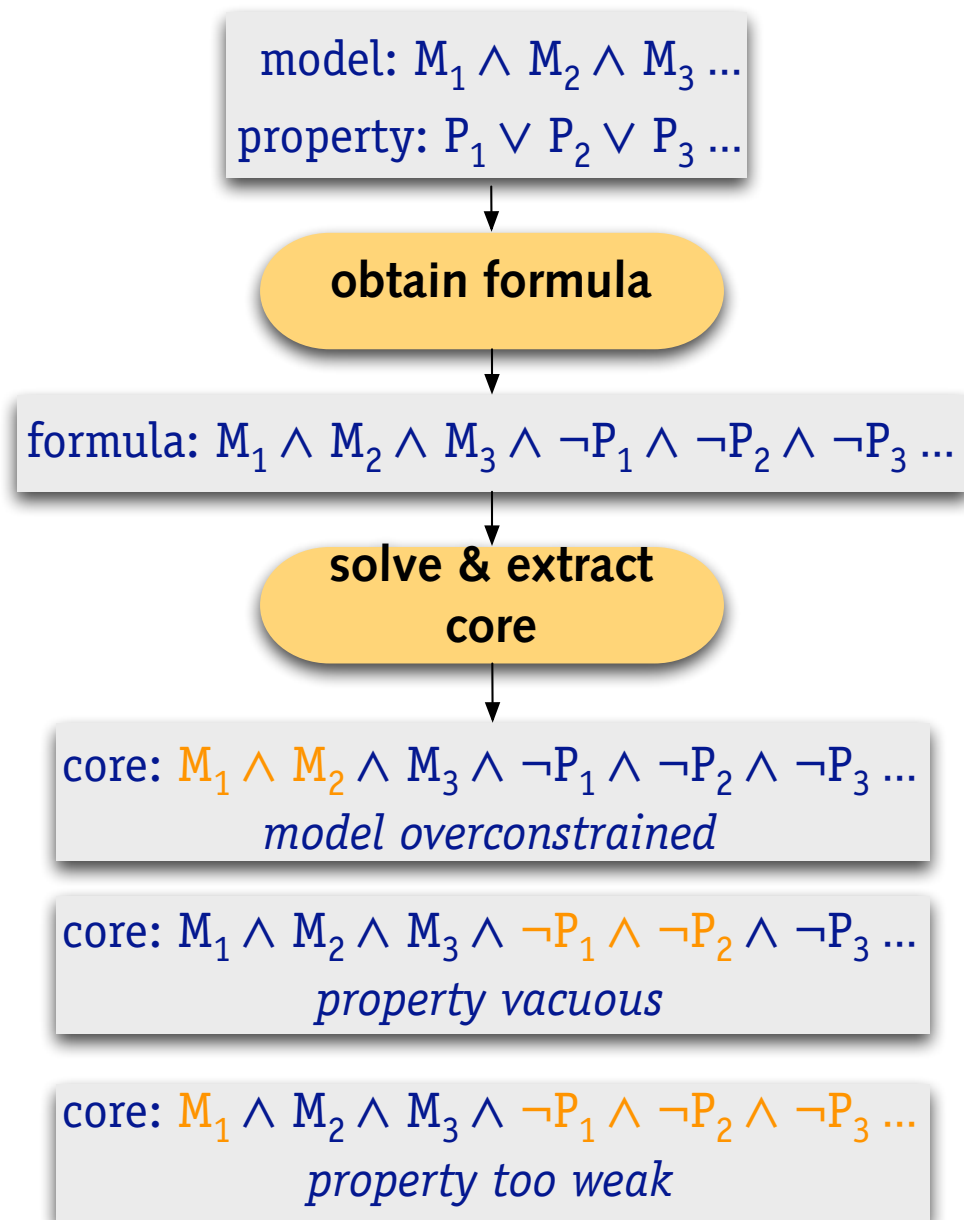 model: M₁ ∧ M₂ ∧ M₃ ...
property: P₁ ∨ P₂ ∨ P₃ ...
obtain formula
formula: M₁ ∧ M₂ ∧ M₃ ∧ ¬P₁ ∧ ¬P₂ ∧ ¬P₃ ...
solve & extract
core
core: M₁ ∧ M₂ ∧ M₃ ∧ ¬P₁ ∧ ¬P₂ ∧ ¬P₃ ...
model overconstrained
core: M₁ ∧ M₂ ∧ M₃ ∧ ¬P₁ ∧ ¬P₂ ∧ ¬P₃ ...
property vacuous
core: M₁ ∧ M₂ ∧ M₃ ∧ ¬P₁ ∧ ¬P₂ ∧ ¬P₃ ...
property too weak